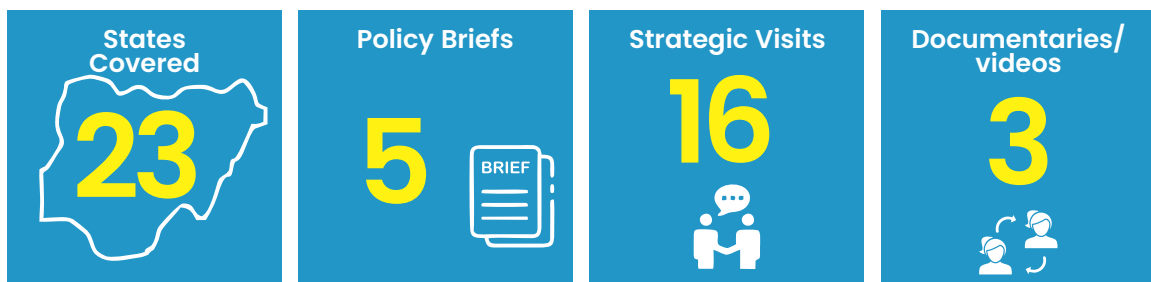 States
Covered
23
Policy Briefs
5
BRIEF
Strategic Visits
16
Documentaries/
videos
3